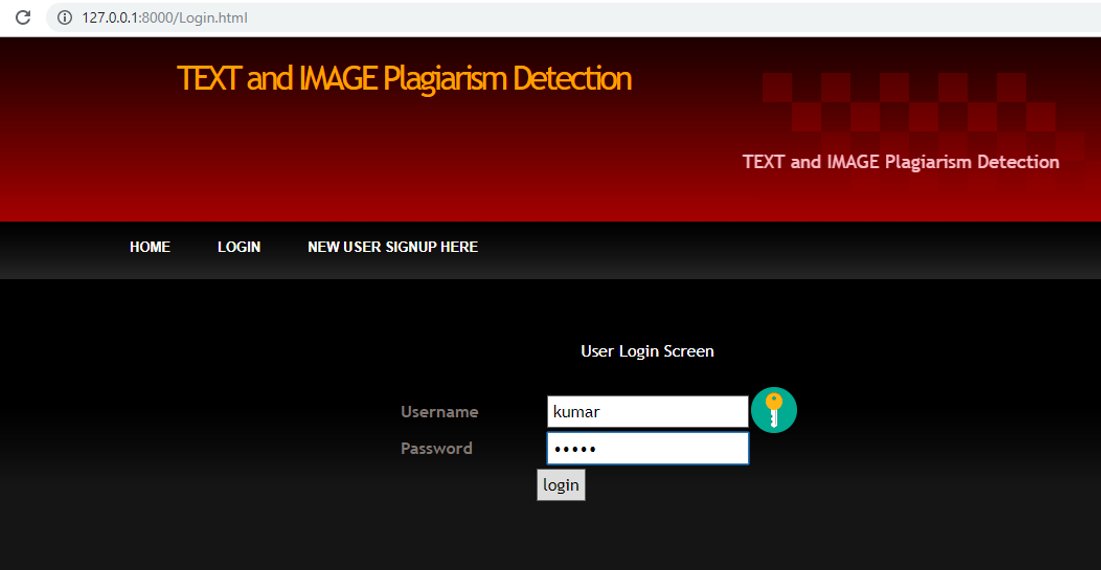 127.0.0.1:8000/Login.html
TEXT and IMAGE Plagiarism Detection
TEXT and IMAGE Plagiarism Detection
HOME LOGIN NEW USER SIGNUP HERE
User Login Screen
Username kumar
Password •••••
login